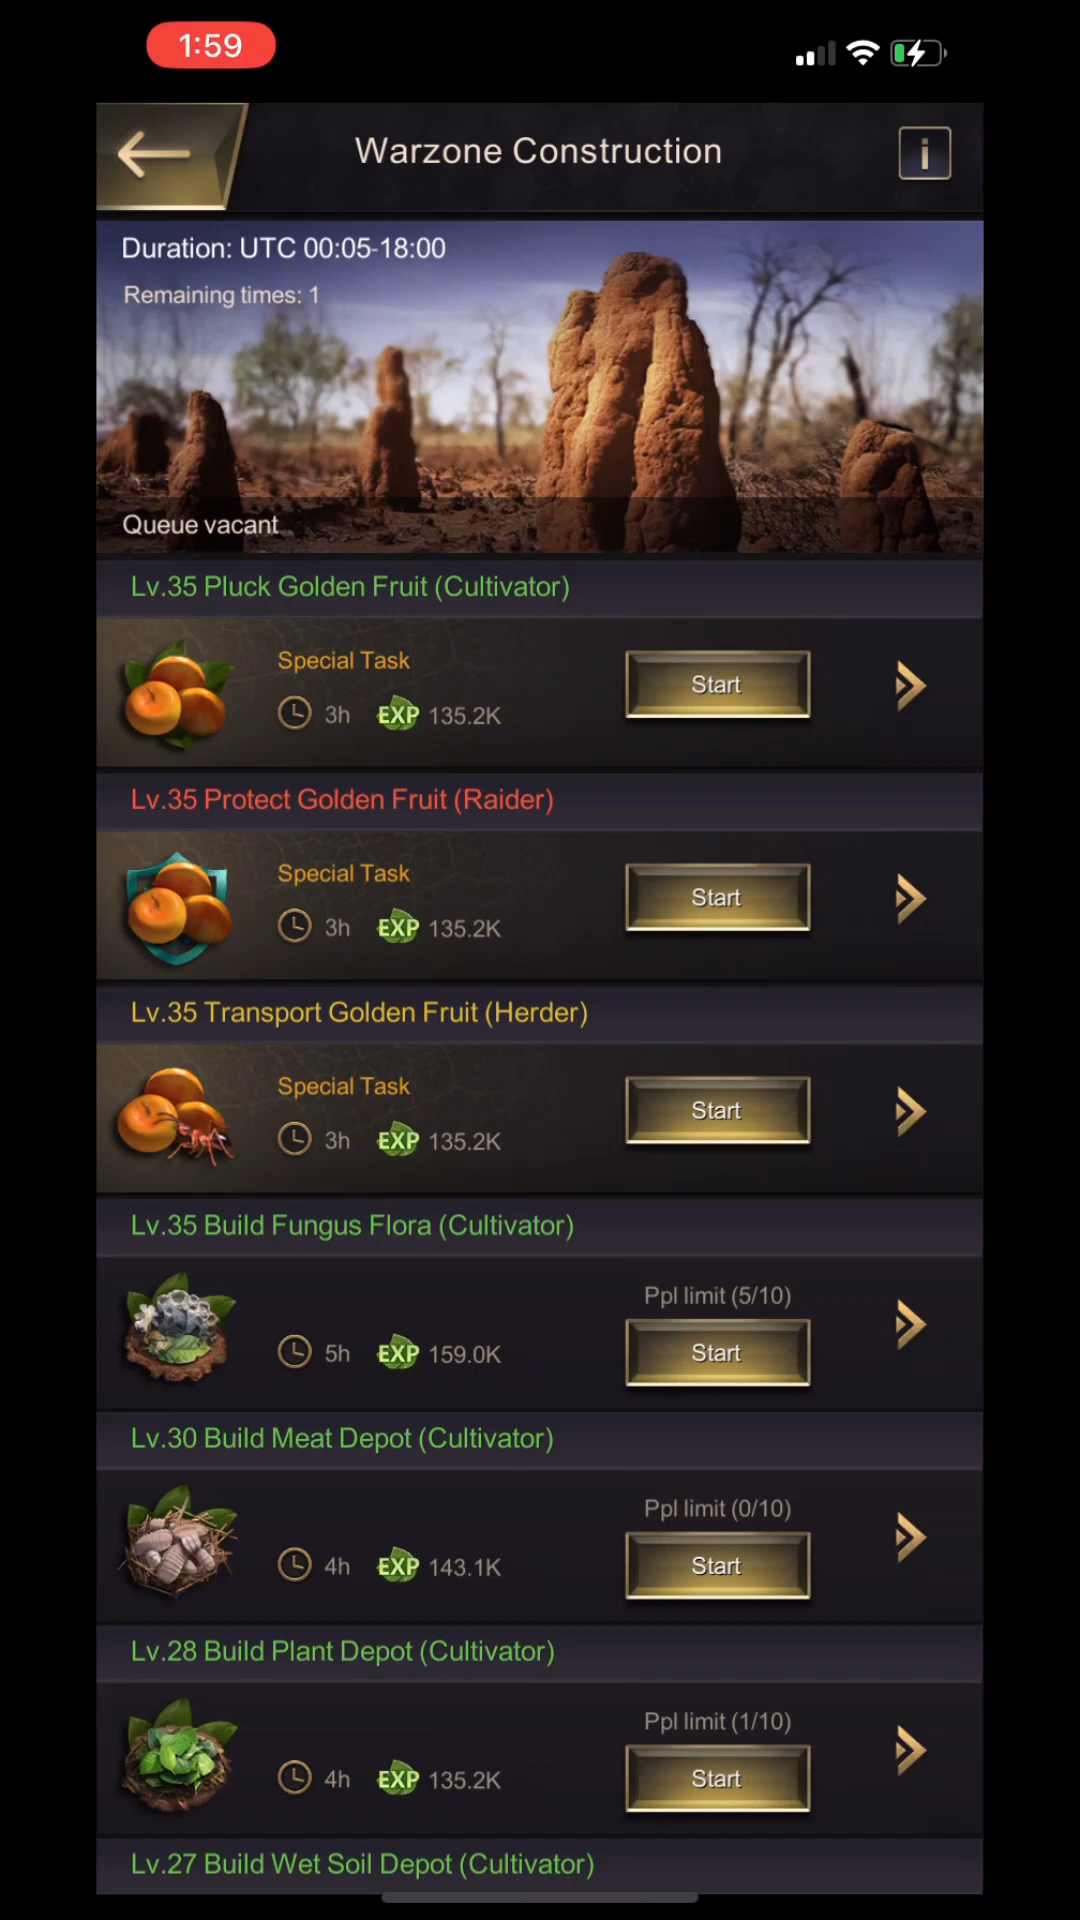 1:59
Warzone Construction
i
Duration: UTC 00:05-18:00
Remaining times: 1
Queue vacant
Lv.35 Pluck Golden Fruit (Cultivator)
Special Task
3h EXP 135.2K
Start
Lv.35 Protect Golden Fruit (Raider)
Special Task
3h EXP 135.2K
Start
Lv.35 Transport Golden Fruit (Herder)
Special Task
3h EXP 135.2K
Start
Lv.35 Build Fungus Flora (Cultivator)
Ppl limit (5/10)
5h EXP 159.0K
Start
Lv.30 Build Meat Depot (Cultivator)
Ppl limit (0/10)
4h EXP 143.1K
Start
Lv.28 Build Plant Depot (Cultivator)
Ppl limit (1/10)
4h EXP 135.2K
Start
Lv.27 Build Wet Soil Depot (Cultivator)